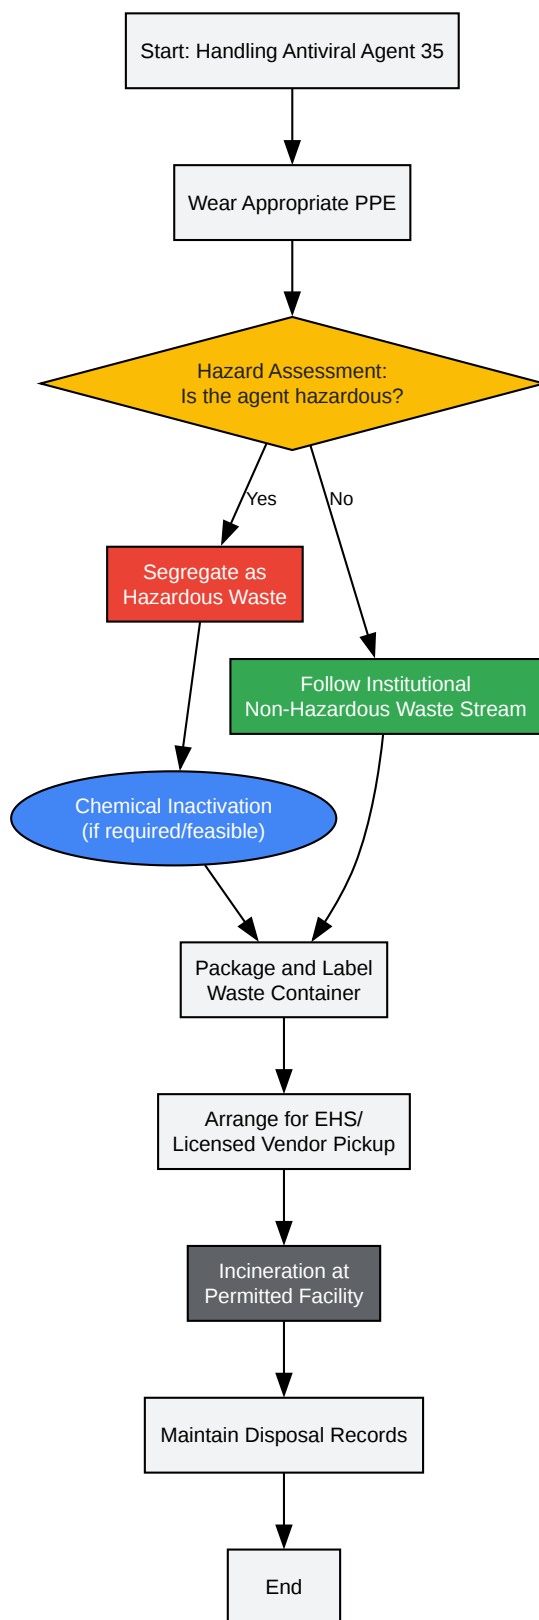 Start: Handling Antiviral Agent 35
Wear Appropriate PPE
Hazard Assessment:
Is the agent hazardous?
Yes
No
Segregate as
Hazardous Waste
Follow Institutional
Non-Hazardous Waste Stream
Chemical Inactivation
(if required/feasible)
Package and Label
Waste Container
Arrange for EHS/
Licensed Vendor Pickup
Incineration at
Permitted Facility
Maintain Disposal Records
End